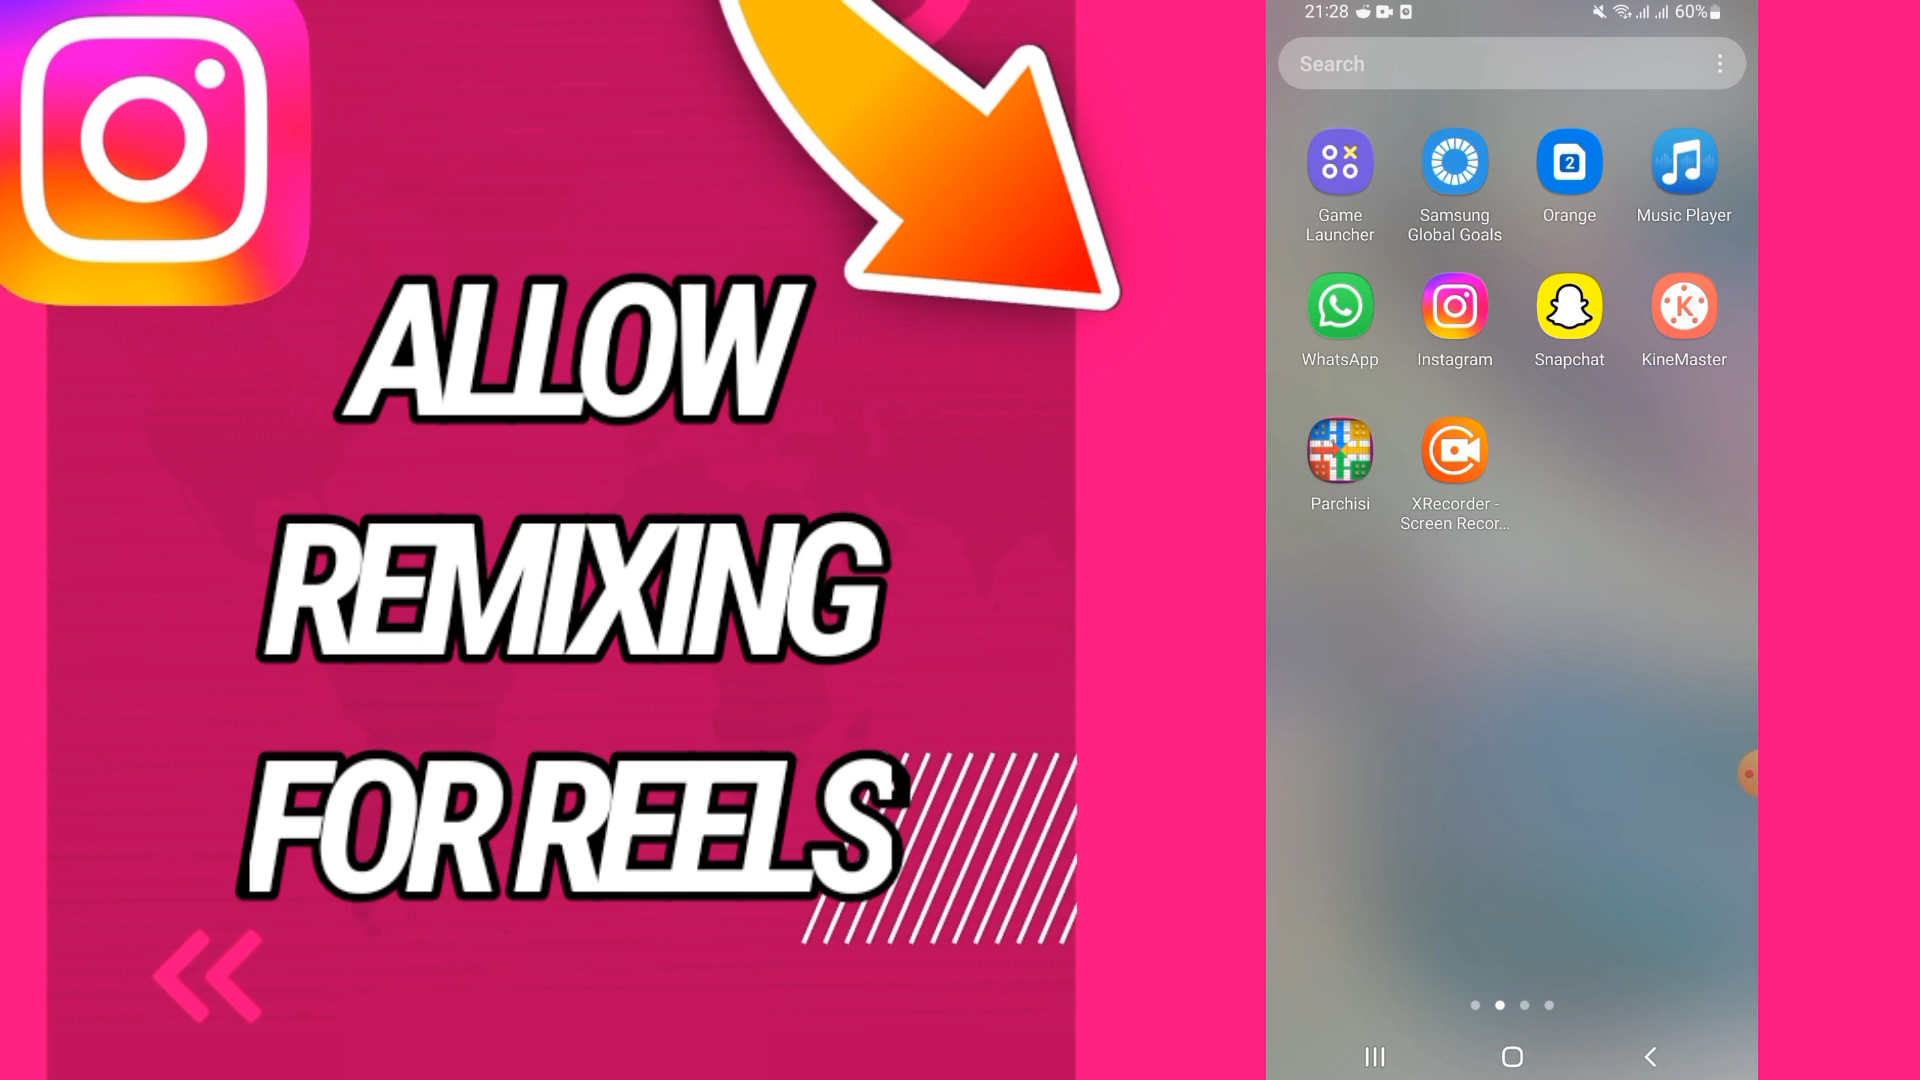 ALLOW
REMIXING
FOR REELS
21:28
60%
Search
2
Game
Launcher
Samsung
Global Goals
Orange
Music Player
WhatsApp
Instagram
Snapchat
K
KineMaster
Parchisi
XRecorder -
Screen Recor...